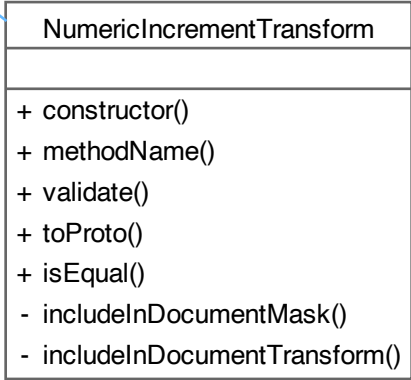 NumericIncrementTransform
+ constructor()
+ methodName()
+ validate()
+ toProto()
+ isEqual()
- includeInDocumentMask()
- includeInDocumentTransform()